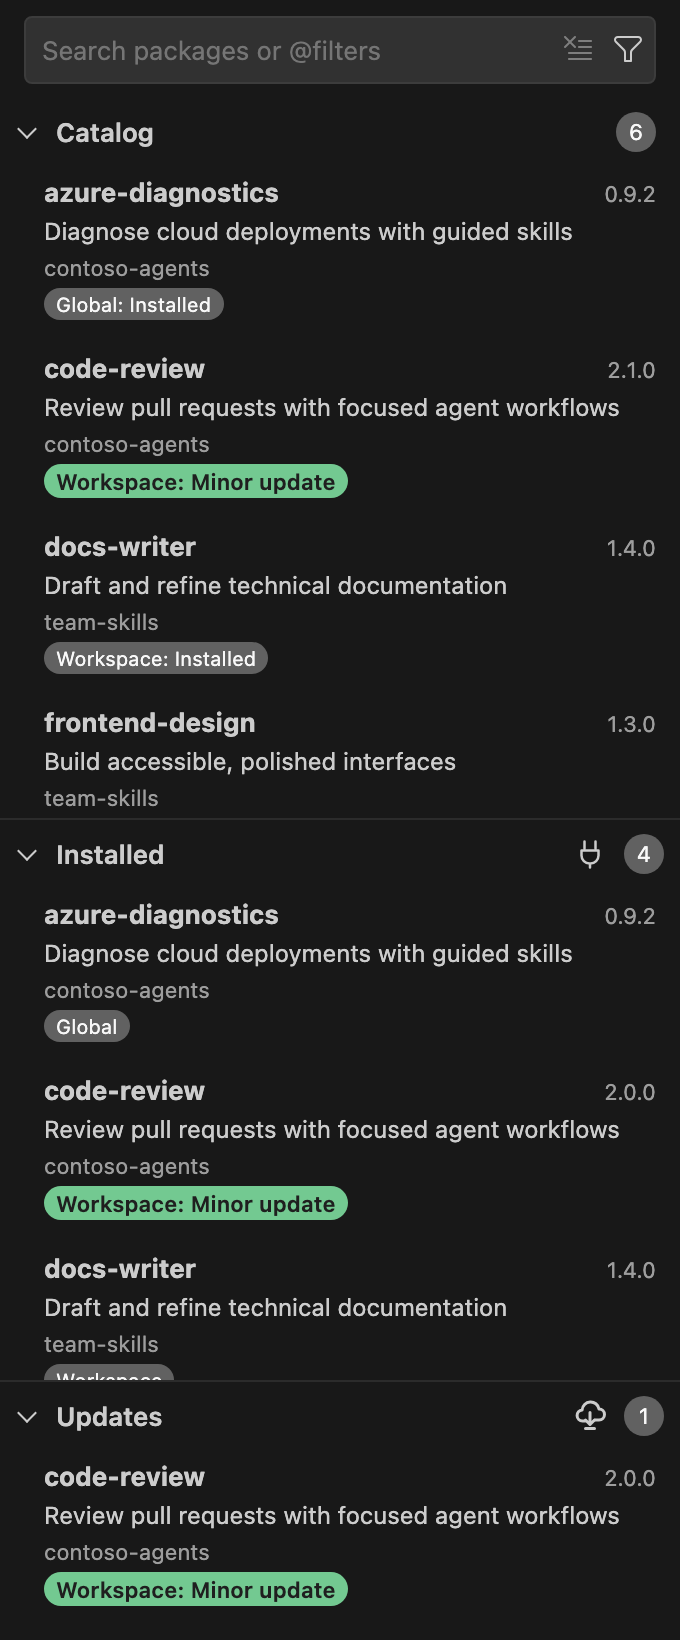 Search packages or @filters
Catalog
6
azure-diagnostics
0.9.2
Diagnose cloud deployments with guided skills
contoso-agents
Global: Installed
code-review
2.1.0
Review pull requests with focused agent workflows
contoso-agents
Workspace: Minor update
docs-writer
1.4.0
Draft and refine technical documentation
team-skills
Workspace: Installed
frontend-design
1.3.0
Build accessible, polished interfaces
team-skills
Installed
4
azure-diagnostics
0.9.2
Diagnose cloud deployments with guided skills
contoso-agents
Global
code-review
2.0.0
Review pull requests with focused agent workflows
contoso-agents
Workspace: Minor update
docs-writer
1.4.0
Draft and refine technical documentation
team-skills
Workspace
Updates
1
code-review
2.0.0
Review pull requests with focused agent workflows
contoso-agents
Workspace: Minor update